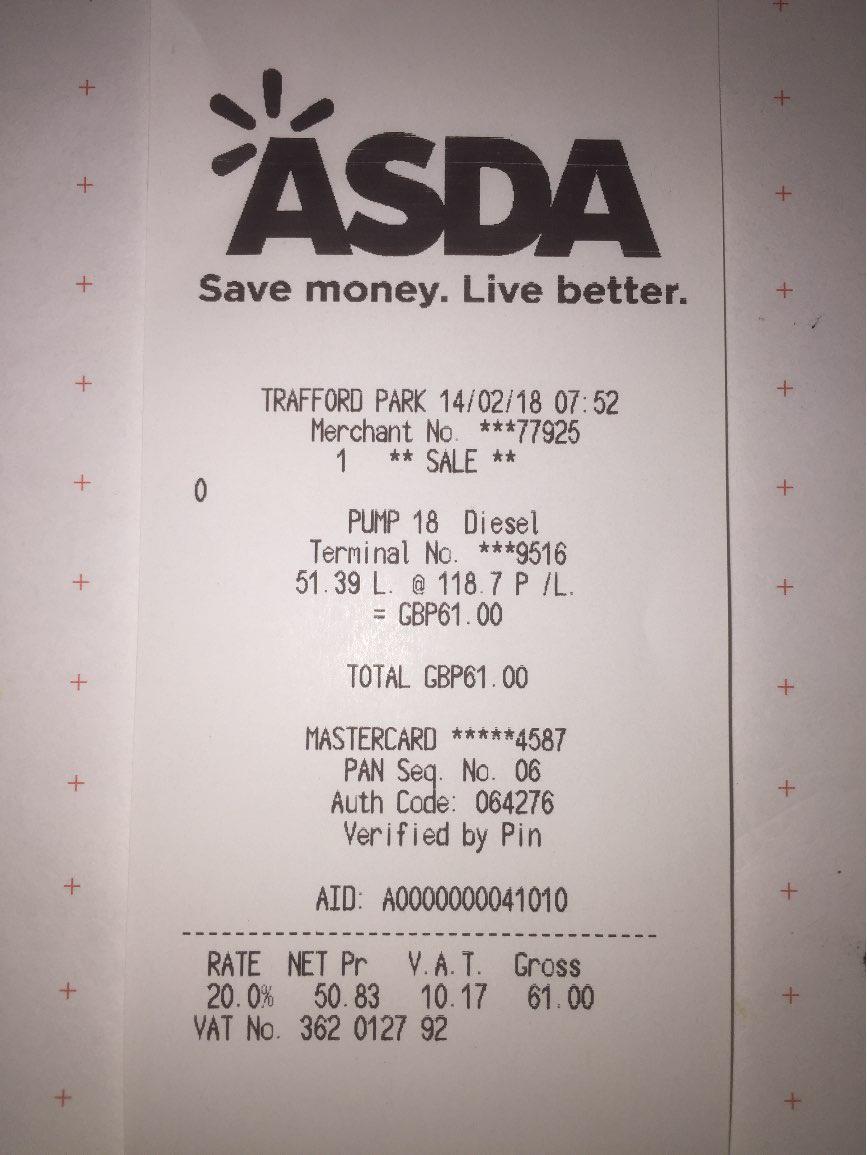 ASDA
Save money. Live better.
TRAFFORD PARK 14/02/18 07:52
Merchant No. ***77925
1 ** SALE **
0
PUMP 18 Diesel
Terminal No. ***9516
51.39 L. @ 118.7 P /L.
= GBP61.00
TOTAL GBP61.00
MASTERCARD *****4587
PAN Seq. No. 06
Auth Code: 064276
Verified by Pin
AID: A0000000041010
-----------------------------------
RATE NET Pr V.A.T. Gross
20.0% 50.83 10.17 61.00
VAT No. 362 0127 92